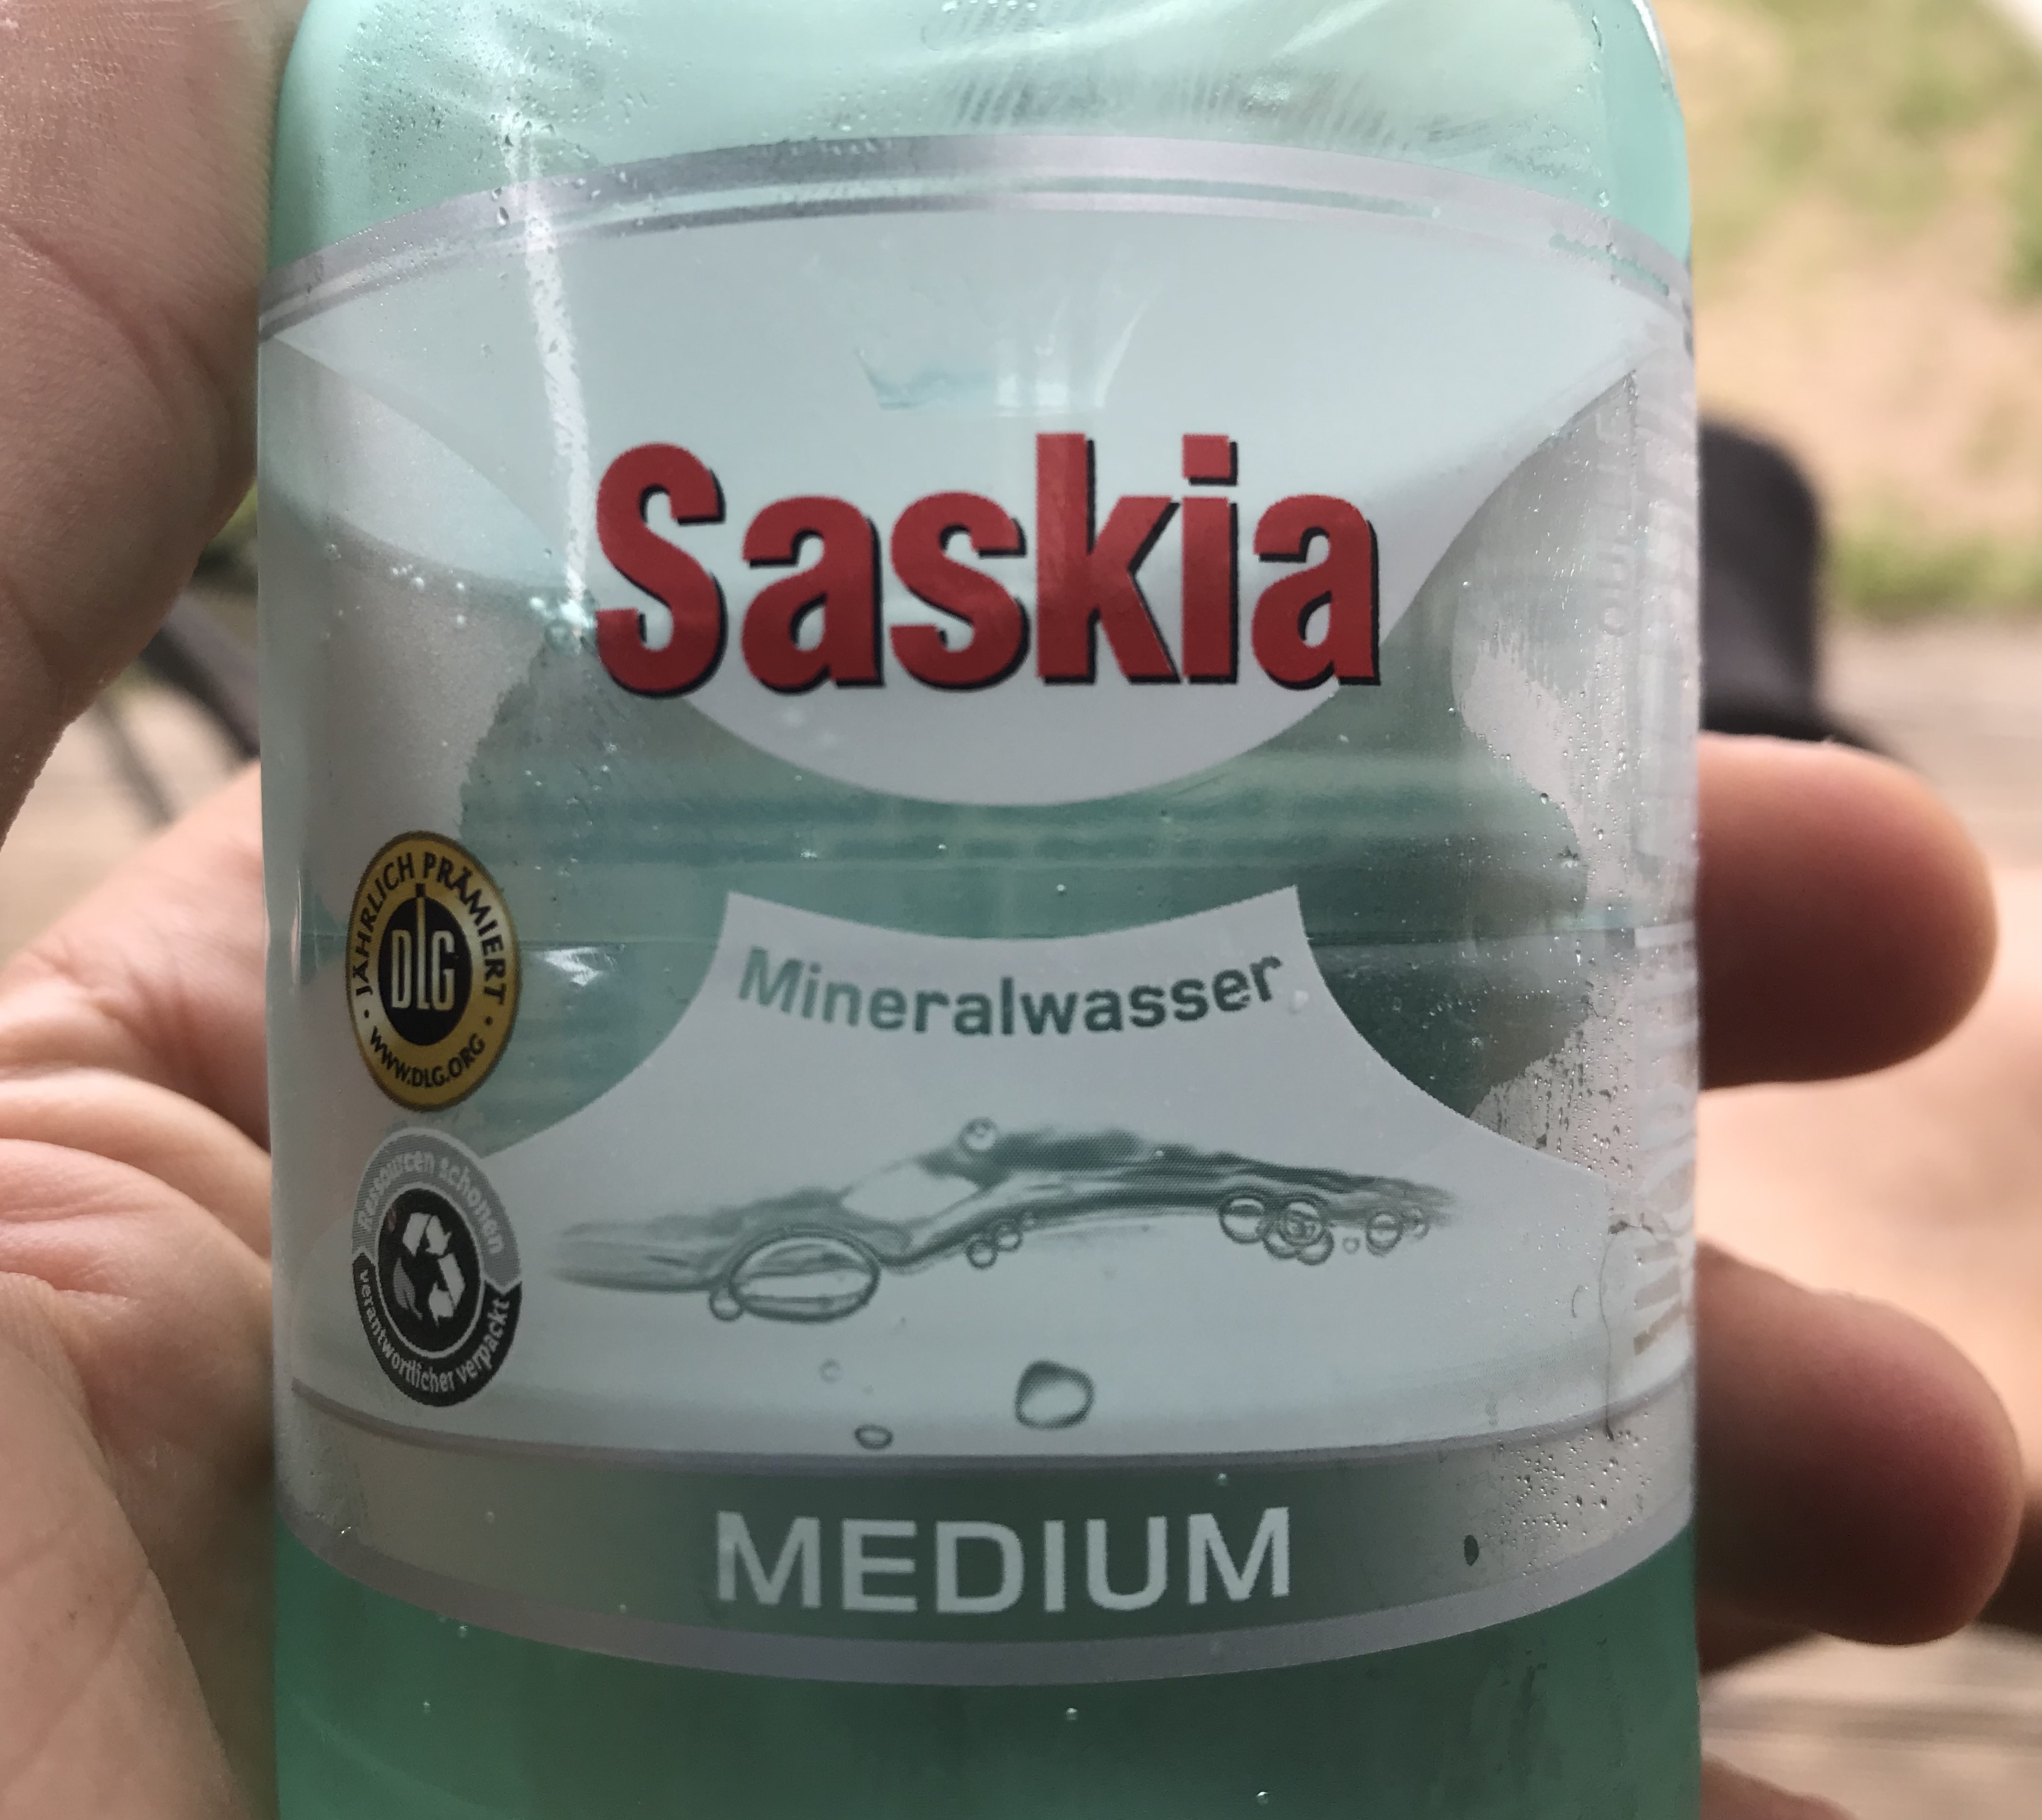 Saskia
Mineralwasser
JÄHRLICH PRÄMIERT
DLG
WWW.DLG.ORG
Ressourcen schonen
verantwortlicher verpackt
MEDIUM